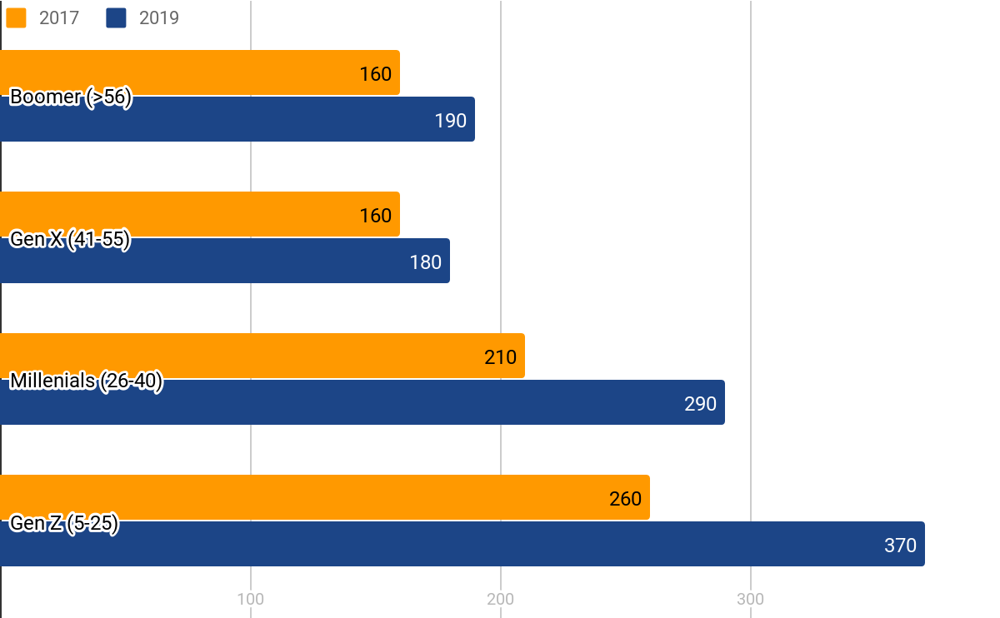 2017 2019
160
Boomer (>56)
190
160
Gen X (41-55)
180
210
Millenials (26-40)
290
260
Gen Z (5-25)
370
100 200 300